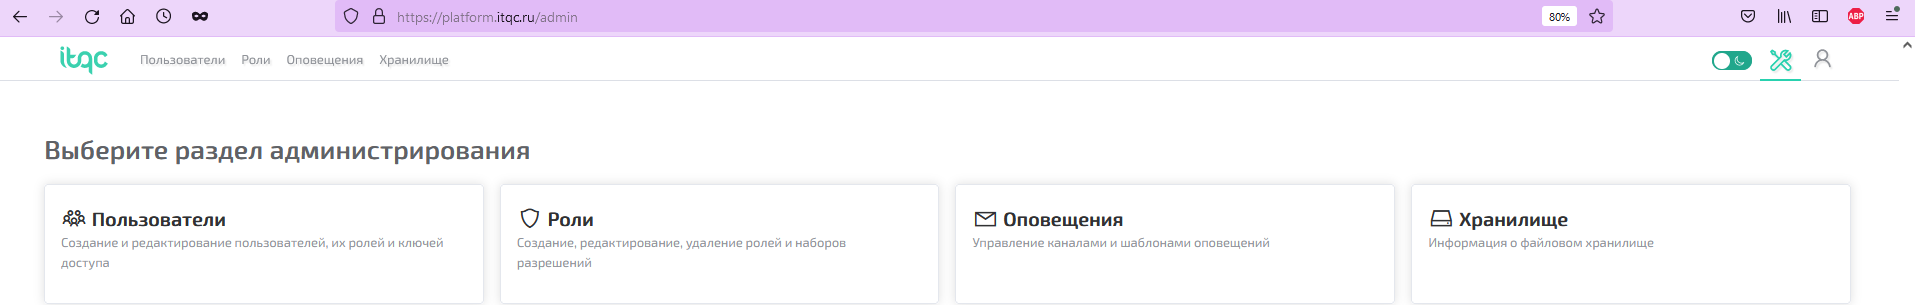 https://platform.itqc.ru/admin
80%
ABP
itqc
Пользователи
Роли
Оповещения
Хранилище
Выберите раздел администрирования
Пользователи
Создание и редактирование пользователей, их ролей и ключей
доступа
Роли
Создание, редактирование, удаление ролей и наборов
разрешений
Оповещения
Управление каналами и шаблонами оповещений
Хранилище
Информация о файловом хранилище